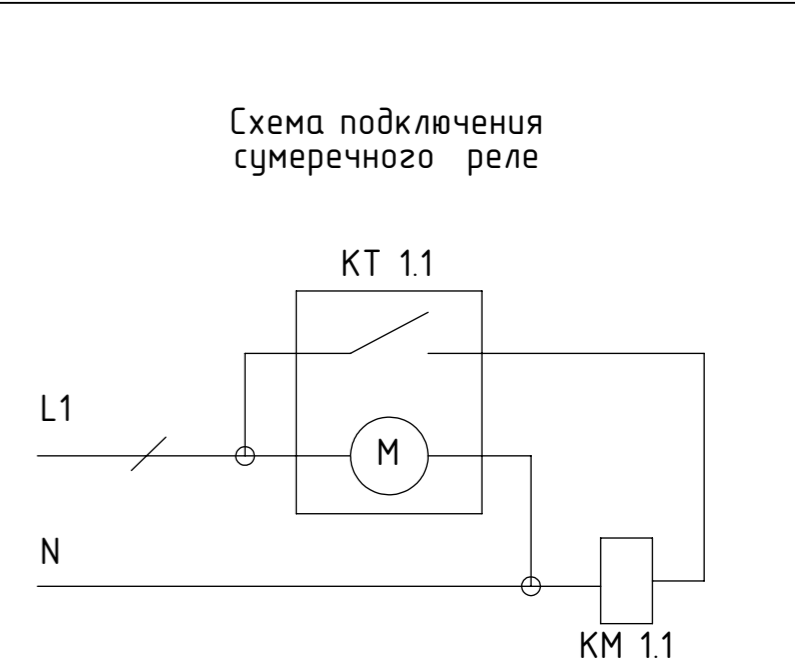 Схема подключения
сумеречного реле
КТ 1.1
L1
М
N
КМ 1.1